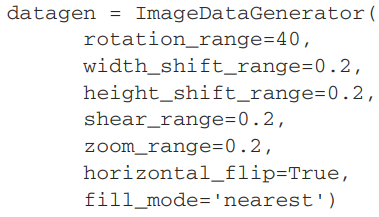 datagen = ImageDataGenerator(
rotation_range=40,
width_shift_range=0.2,
height_shift_range=0.2,
shear_range=0.2,
zoom_range=0.2,
horizontal_flip=True,
fill_mode='nearest')